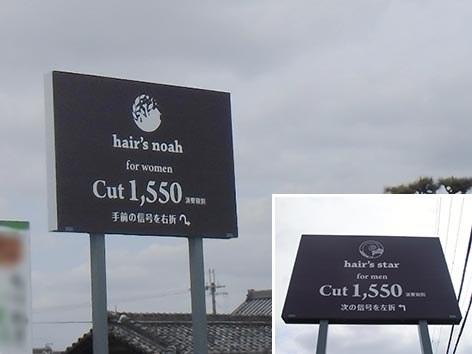 hair's noah
for women
Cut 1,550 消費税別
手前の信号を右折
hair's star
for men
Cut 1,550 消費税別
次の信号を左折